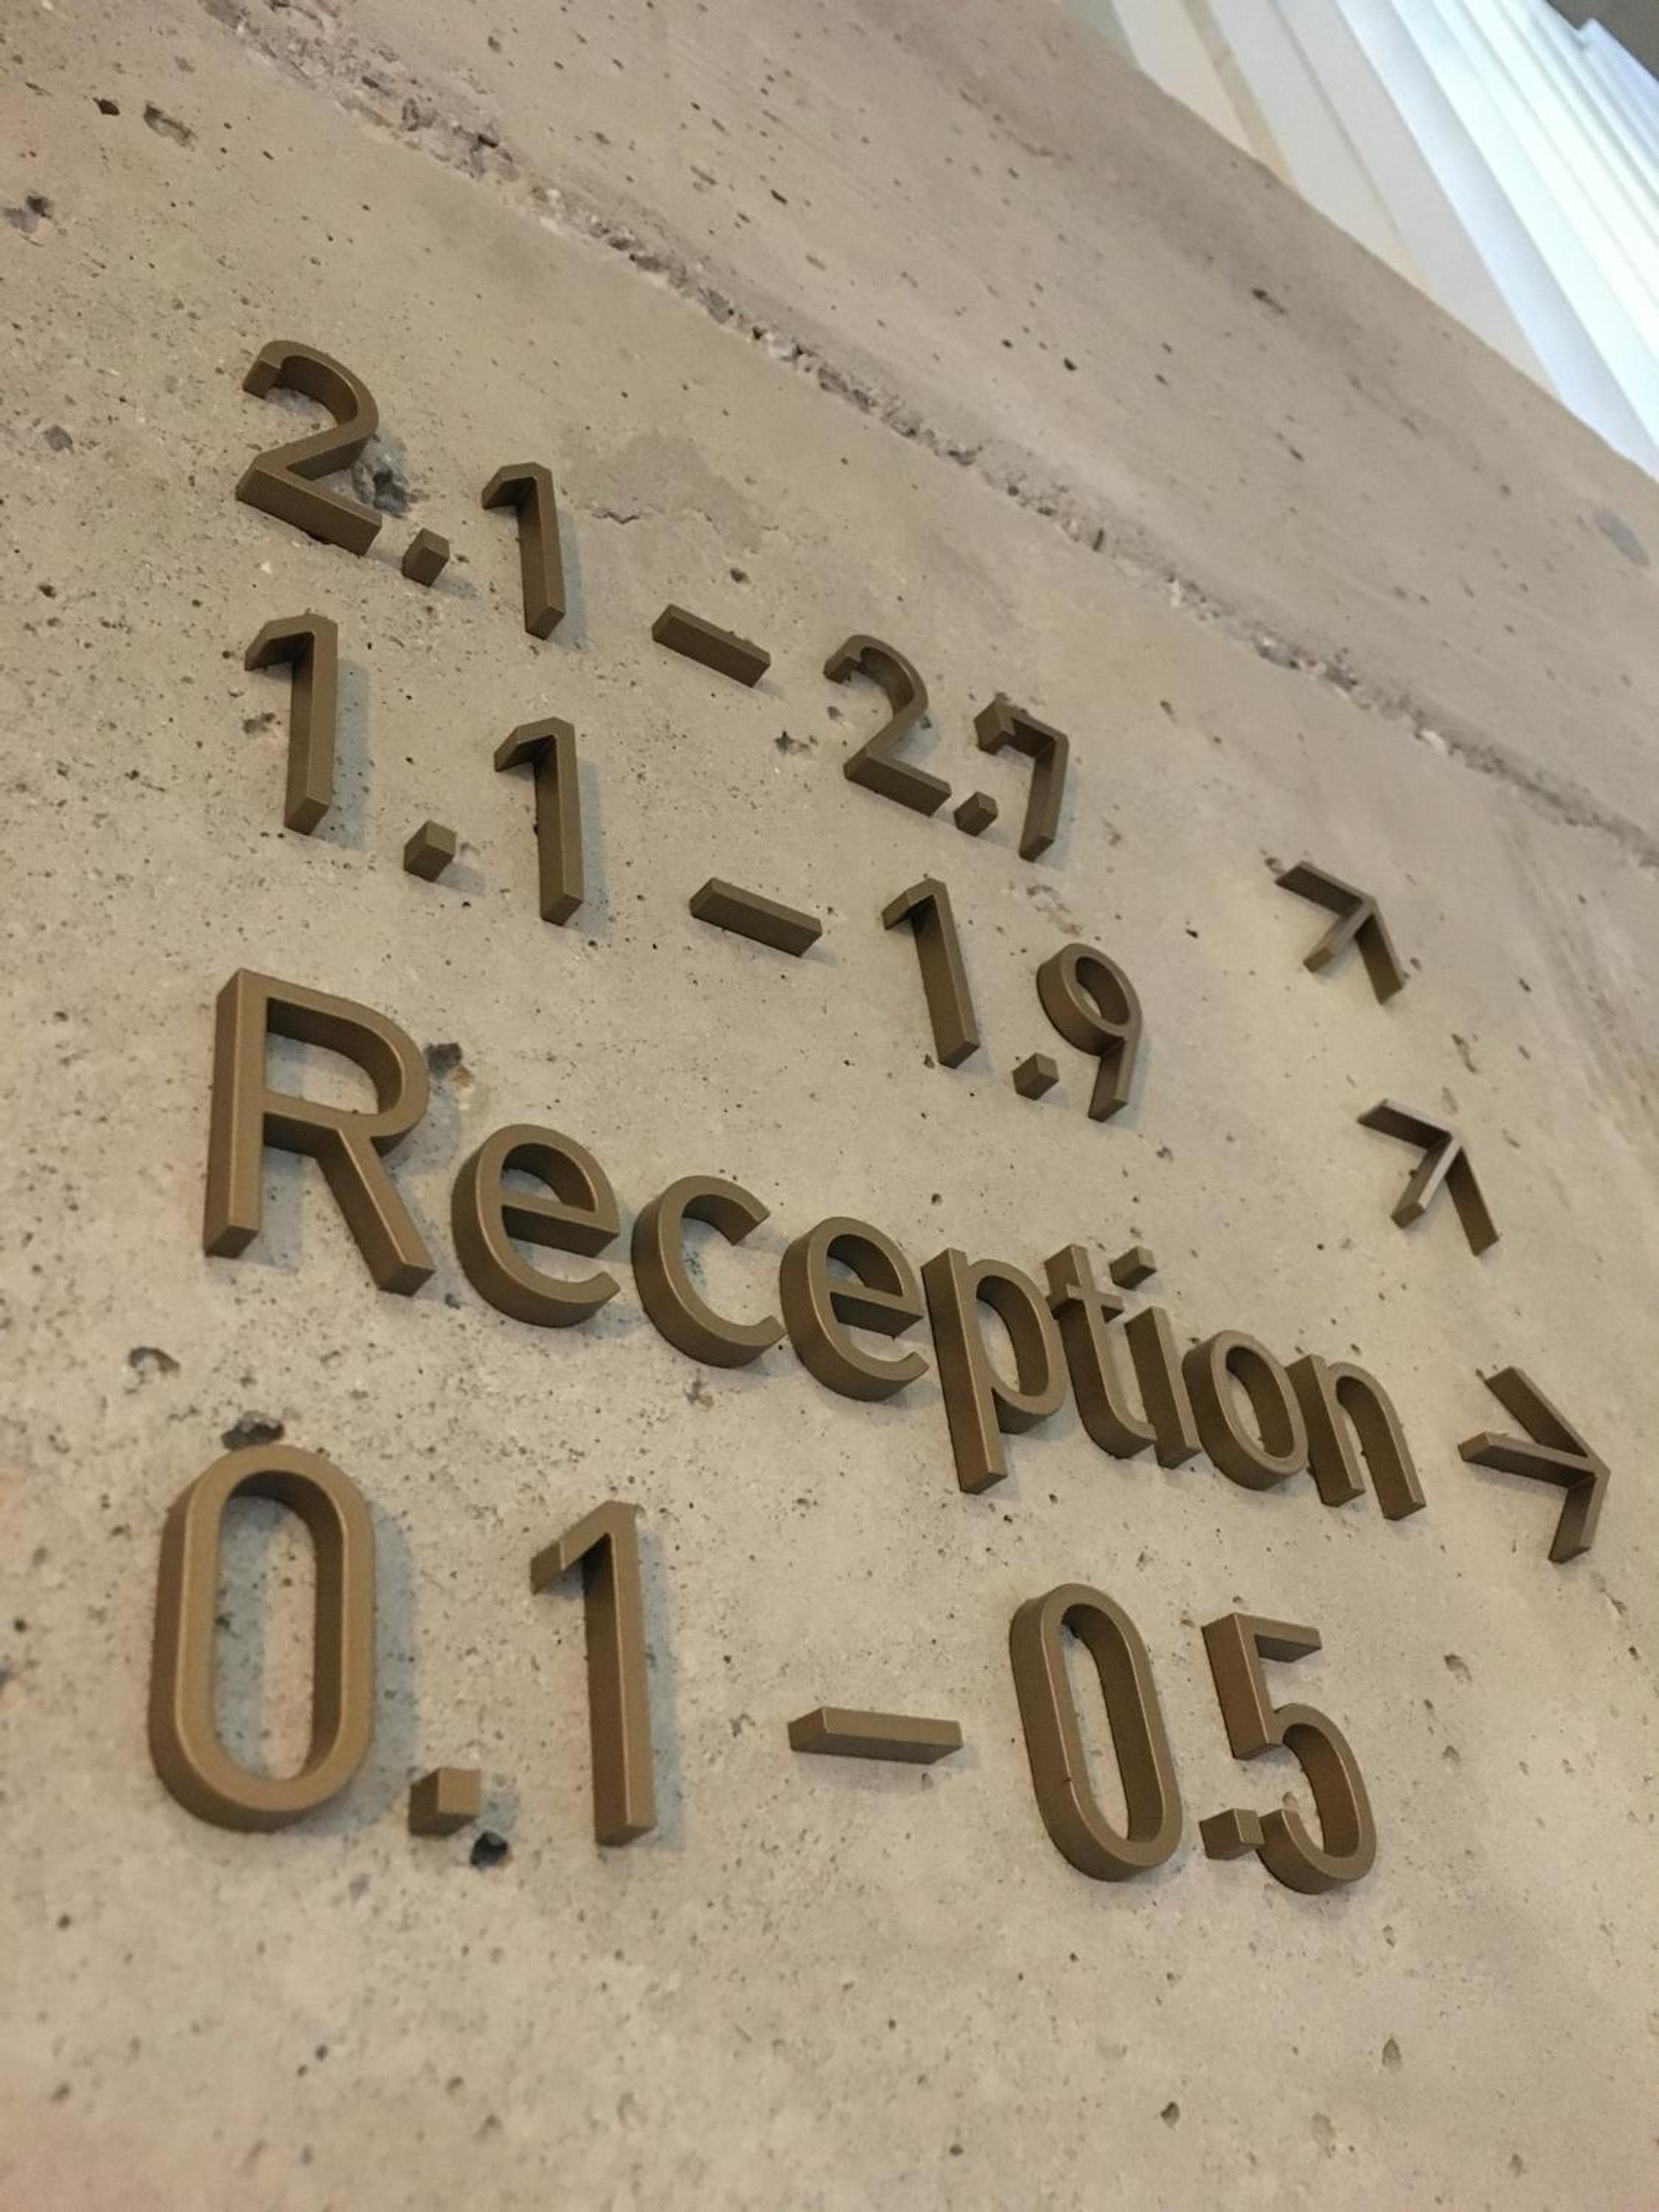 2.1 – 2.7 ↗
1.1 – 1.9 ↗
Reception →
0.1 – 0.5